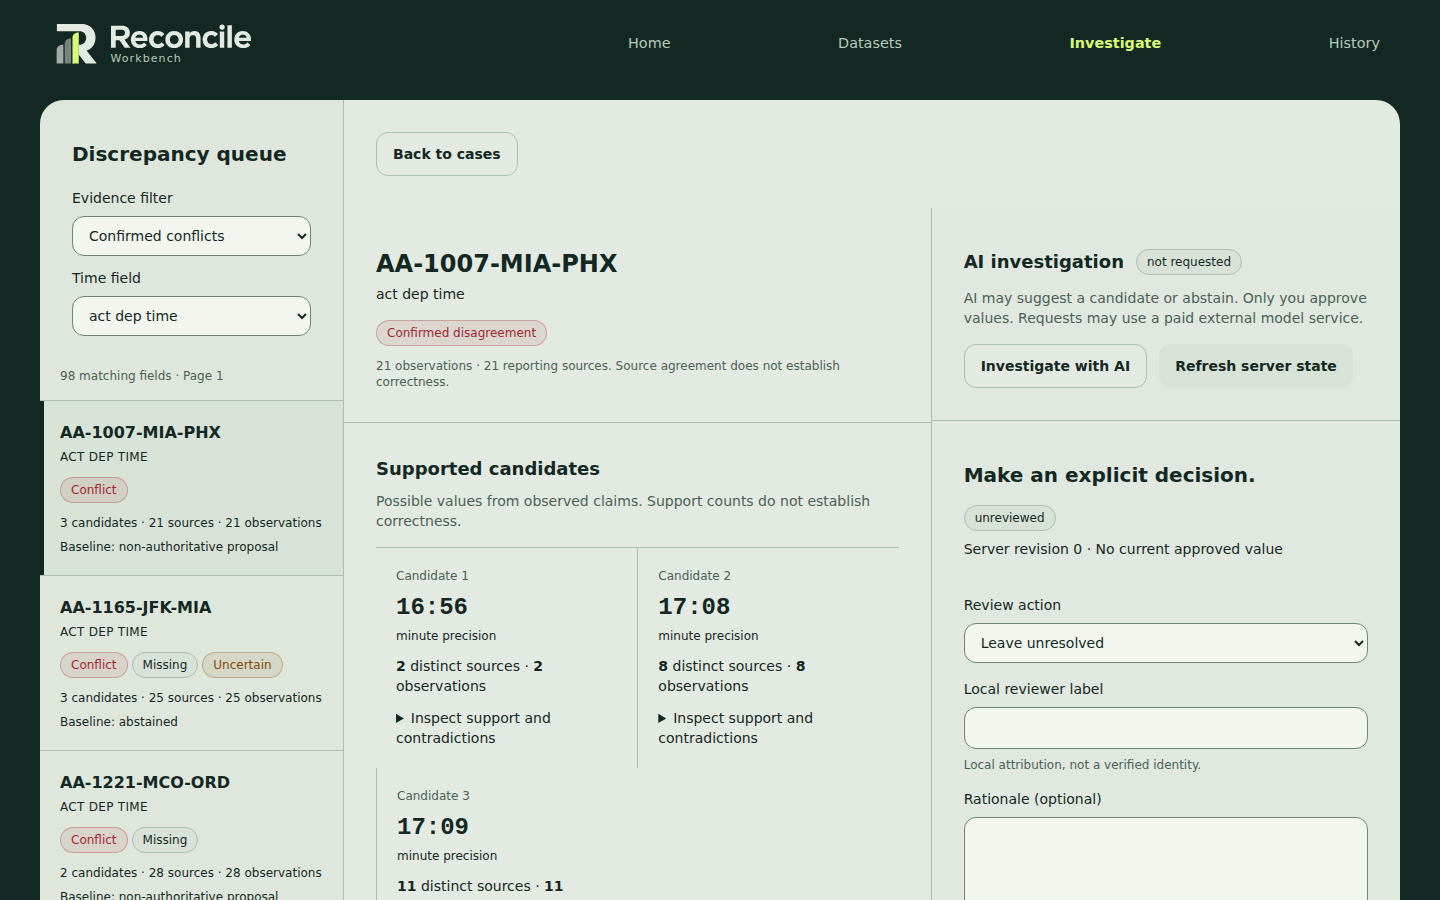 Reconcile
Workbench
Home
Datasets
Investigate
History
Discrepancy queue
Evidence filter
Confirmed conflicts
Time field
act dep time
98 matching fields · Page 1
AA-1007-MIA-PHX
ACT DEP TIME
Conflict
3 candidates · 21 sources · 21 observations
Baseline: non-authoritative proposal
AA-1165-JFK-MIA
ACT DEP TIME
Conflict Missing Uncertain
3 candidates · 25 sources · 25 observations
Baseline: abstained
AA-1221-MCO-ORD
ACT DEP TIME
Conflict Missing
2 candidates · 28 sources · 28 observations
Baseline: non-authoritative proposal
Back to cases
AA-1007-MIA-PHX
act dep time
Confirmed disagreement
21 observations · 21 reporting sources. Source agreement does not establish
correctness.
Supported candidates
Possible values from observed claims. Support counts do not establish
correctness.
Candidate 1
16:56
minute precision
2 distinct sources · 2
observations
▶ Inspect support and
contradictions
Candidate 2
17:08
minute precision
8 distinct sources · 8
observations
▶ Inspect support and
contradictions
Candidate 3
17:09
minute precision
11 distinct sources · 11
AI investigation not requested
AI may suggest a candidate or abstain. Only you approve
values. Requests may use a paid external model service.
Investigate with AI
Refresh server state
Make an explicit decision.
unreviewed
Server revision 0 · No current approved value
Review action
Leave unresolved
Local reviewer label
Local attribution, not a verified identity.
Rationale (optional)